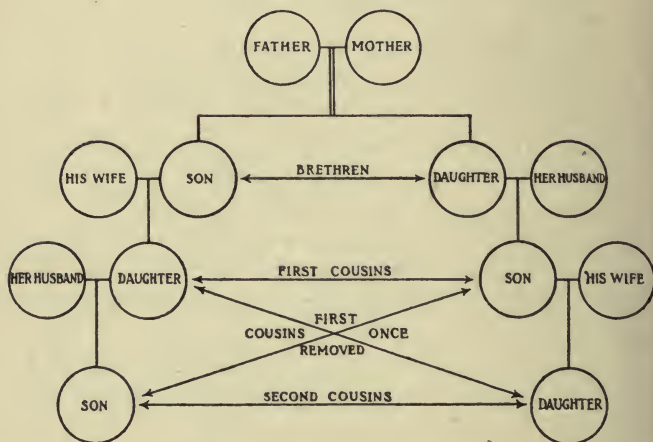 FATHER MOTHER
HIS WIFE SON BRETHREN DAUGHTER HER HUSBAND
HER HUSBAND DAUGHTER FIRST COUSINS SON HIS WIFE
FIRST
COUSINS ONCE
REMOVED
SON SECOND COUSINS DAUGHTER